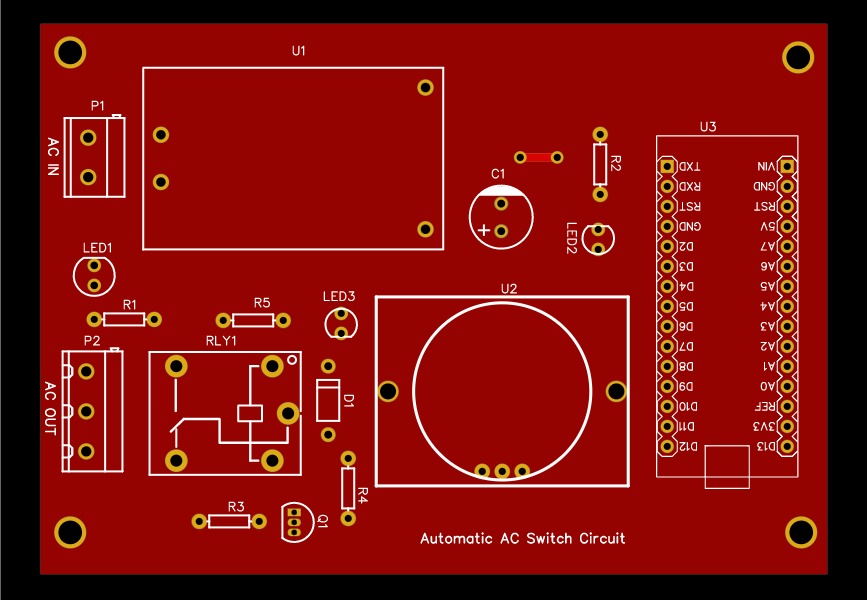 U1
P1
AC IN
U3
C1
+
R2
LED2
TXD
VIN
RXD
GND
RST
RST
GND
5V
D2
A7
D3
A6
D4
A5
D5
A4
D6
A3
D7
A2
D8
A1
D9
A0
D10
REF
D11
3V3
D12
D13
LED1
R1
R5
LED3
U2
P2
RLY1
AC OUT
D1
R4
R3
Q1
Automatic AC Switch Circuit